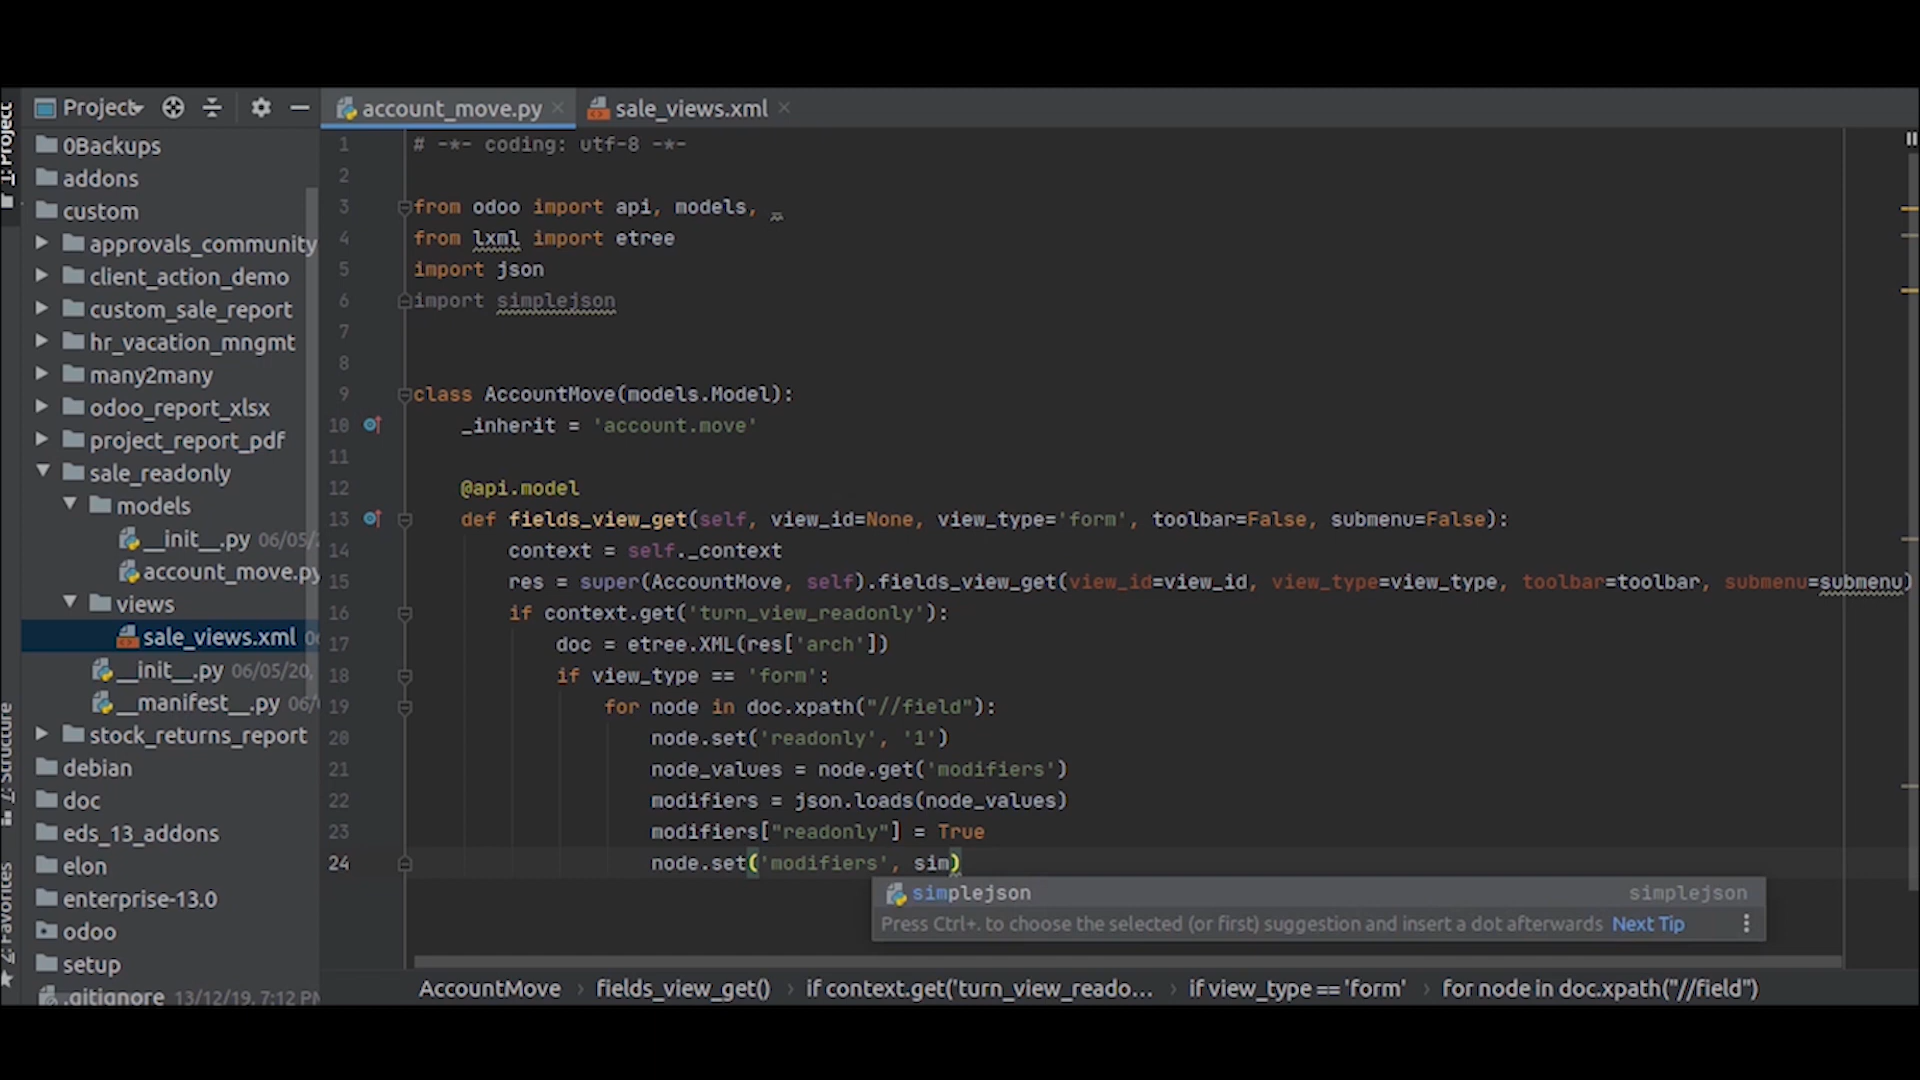 1: Project
Project
account_move.py
sale_views.xml
0Backups
addons
custom
approvals_community
client_action_demo
custom_sale_report
hr_vacation_mngmt
many2many
odoo_report_xlsx
project_report_pdf
sale_readonly
models
__init__.py 06/05/2
account_move.py
views
sale_views.xml 06
__init__.py 06/05/20,
__manifest__.py 06/
stock_returns_report
debian
doc
eds_13_addons
elon
enterprise-13.0
odoo
setup
.gitignore 13/12/19, 7:12 PM
Z: Structure
2: Favorites
1 # -*- coding: utf-8 -*-
2
3 from odoo import api, models, _
4 from lxml import etree
5 import json
6 import simplejson
7
8
9 class AccountMove(models.Model):
10 _inherit = 'account.move'
11
12 @api.model
13 def fields_view_get(self, view_id=None, view_type='form', toolbar=False, submenu=False):
14 context = self._context
15 res = super(AccountMove, self).fields_view_get(view_id=view_id, view_type=view_type, toolbar=toolbar, submenu=submenu)
16 if context.get('turn_view_readonly'):
17 doc = etree.XML(res['arch'])
18 if view_type == 'form':
19 for node in doc.xpath("//field"):
20 node.set('readonly', '1')
21 node_values = node.get('modifiers')
22 modifiers = json.loads(node_values)
23 modifiers["readonly"] = True
24 node.set('modifiers', sim)
simplejson simplejson
Press Ctrl+. to choose the selected (or first) suggestion and insert a dot afterwards Next Tip
AccountMove › fields_view_get() › if context.get('turn_view_reado... › if view_type == 'form' › for node in doc.xpath("//field")